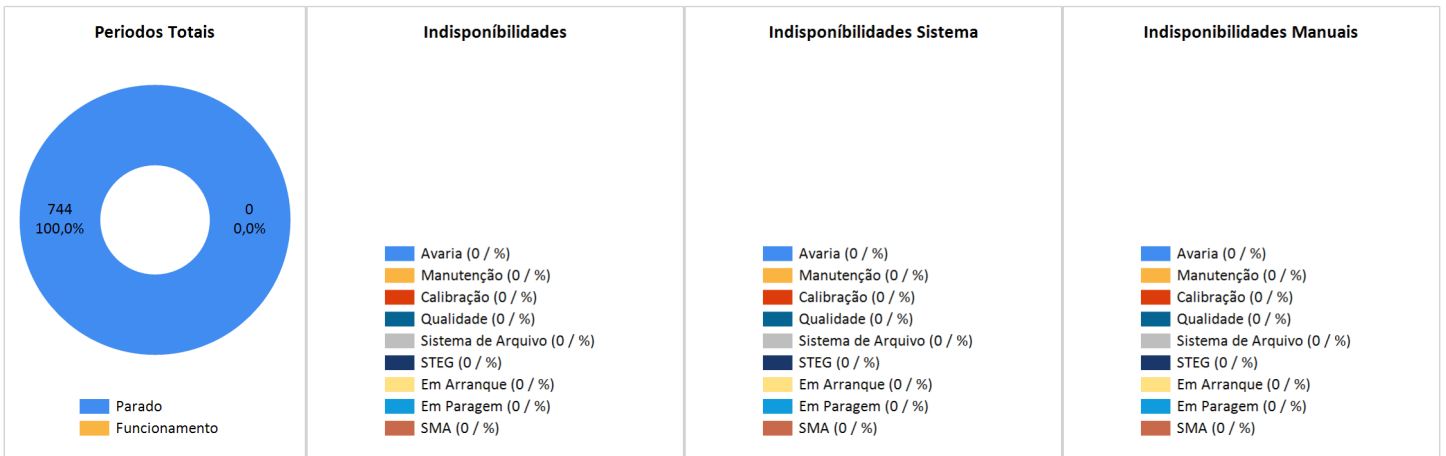 Periodos Totais
744
100,0%
0
0,0%
Parado
Funcionamento
Indisponíbilidades
Avaria (0 / %)
Manutenção (0 / %)
Calibração (0 / %)
Qualidade (0 / %)
Sistema de Arquivo (0 / %)
STEG (0 / %)
Em Arranque (0 / %)
Em Paragem (0 / %)
SMA (0 / %)
Indisponíbilidades Sistema
Avaria (0 / %)
Manutenção (0 / %)
Calibração (0 / %)
Qualidade (0 / %)
Sistema de Arquivo (0 / %)
STEG (0 / %)
Em Arranque (0 / %)
Em Paragem (0 / %)
SMA (0 / %)
Indisponibilidades Manuais
Avaria (0 / %)
Manutenção (0 / %)
Calibração (0 / %)
Qualidade (0 / %)
Sistema de Arquivo (0 / %)
STEG (0 / %)
Em Arranque (0 / %)
Em Paragem (0 / %)
SMA (0 / %)